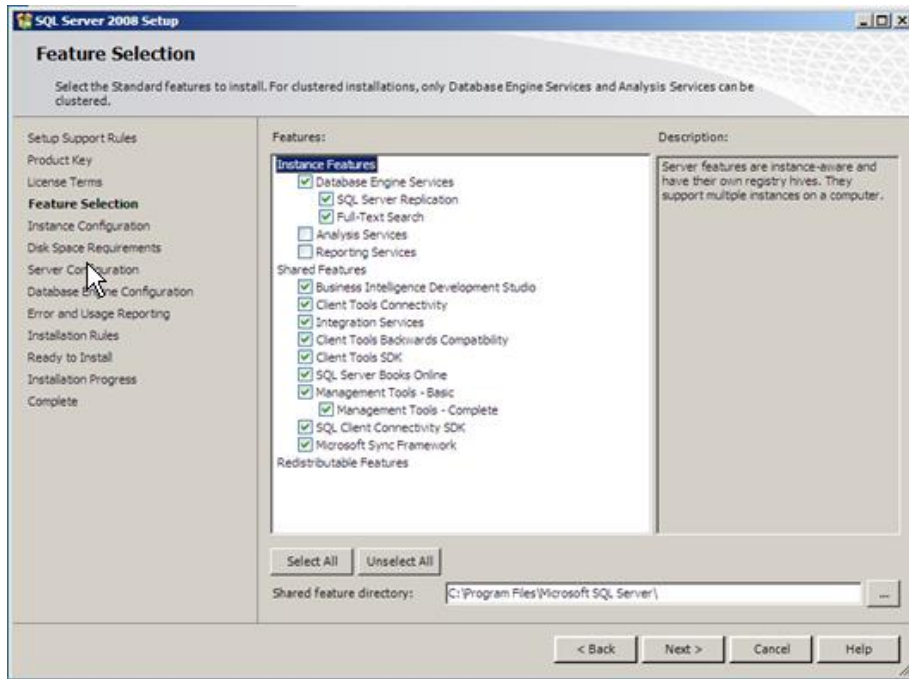 SQL Server 2008 Setup
Feature Selection
Select the Standard features to install. For clustered installations, only Database Engine Services and Analysis Services can be
clustered.
Setup Support Rules
Product Key
License Terms
Feature Selection
Instance Configuration
Disk Space Requirements
Server Configuration
Database Engine Configuration
Error and Usage Reporting
Installation Rules
Ready to Install
Installation Progress
Complete
Features:
Instance Features
Database Engine Services
SQL Server Replication
Full-Text Search
Analysis Services
Reporting Services
Shared Features
Business Intelligence Development Studio
Client Tools Connectivity
Integration Services
Client Tools Backwards Compatibility
Client Tools SDK
SQL Server Books Online
Management Tools - Basic
Management Tools - Complete
SQL Client Connectivity SDK
Microsoft Sync Framework
Redistributable Features
Description:
Server features are instance-aware and
have their own registry hives. They
support multiple instances on a computer.
Select All
Unselect All
Shared feature directory:
C:\Program Files\Microsoft SQL Server\
...
< Back
Next >
Cancel
Help